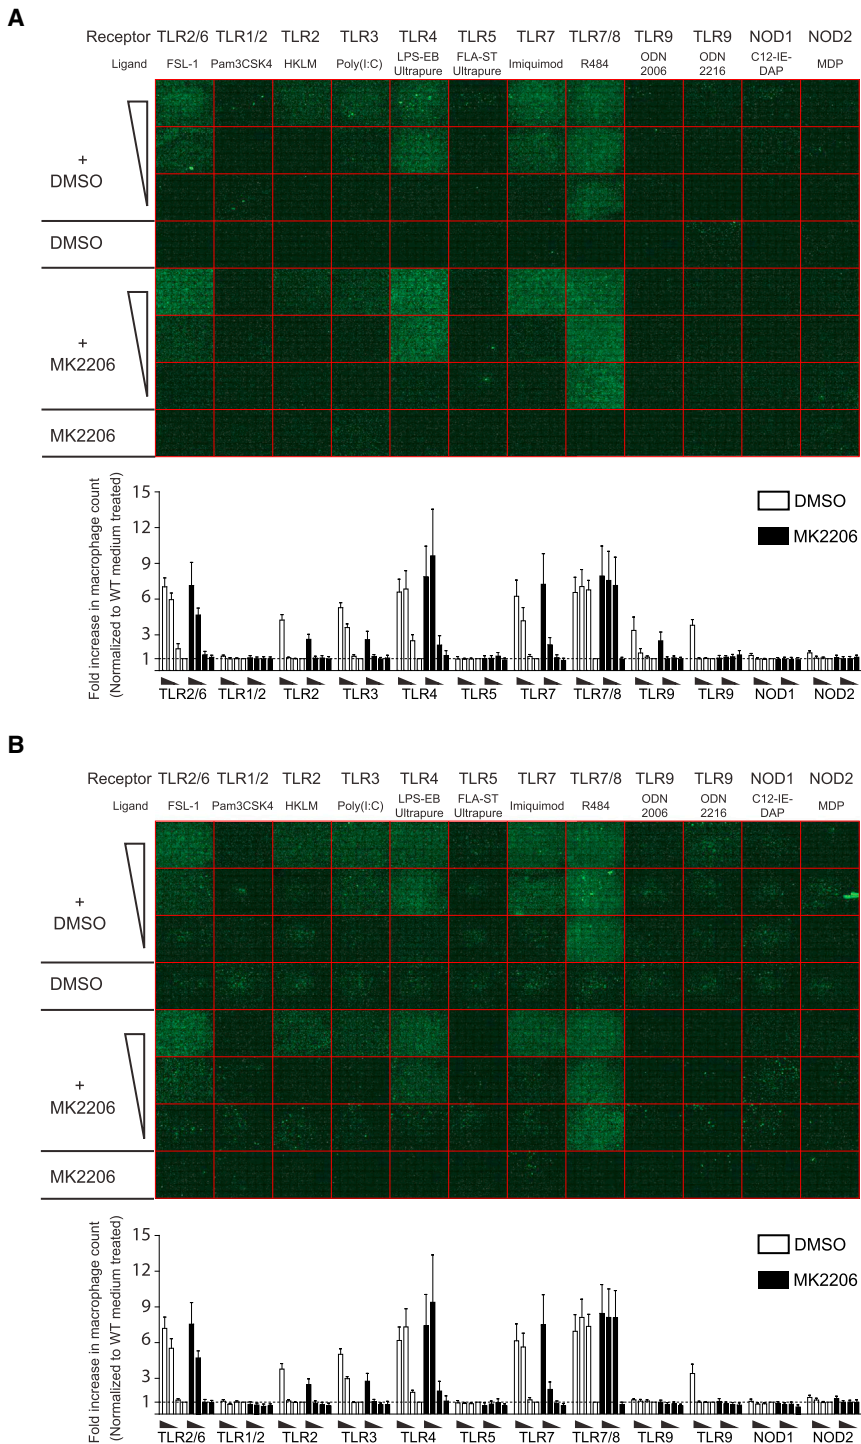 A
Receptor TLR2/6 TLR1/2 TLR2 TLR3 TLR4 TLR5 TLR7 TLR7/8 TLR9 TLR9 NOD1 NOD2
Ligand FSL-1 Pam3CSK4 HKLM Poly(I:C) LPS-EB Ultrapure FLA-ST Ultrapure Imiquimod R484 ODN 2006 ODN 2216 C12-IE-DAP MDP
+
DMSO
DMSO
+
MK2206
MK2206
Fold increase in macrophage count
(Normalized to WT medium treated)
15
12
9
6
3
1
DMSO
MK2206
TLR2/6 TLR1/2 TLR2 TLR3 TLR4 TLR5 TLR7 TLR7/8 TLR9 TLR9 NOD1 NOD2
B
Receptor TLR2/6 TLR1/2 TLR2 TLR3 TLR4 TLR5 TLR7 TLR7/8 TLR9 TLR9 NOD1 NOD2
Ligand FSL-1 Pam3CSK4 HKLM Poly(I:C) LPS-EB Ultrapure FLA-ST Ultrapure Imiquimod R484 ODN 2006 ODN 2216 C12-IE-DAP MDP
+
DMSO
DMSO
+
MK2206
MK2206
Fold increase in macrophage count
(Normalized to WT medium treated)
15
12
9
6
3
1
DMSO
MK2206
TLR2/6 TLR1/2 TLR2 TLR3 TLR4 TLR5 TLR7 TLR7/8 TLR9 TLR9 NOD1 NOD2